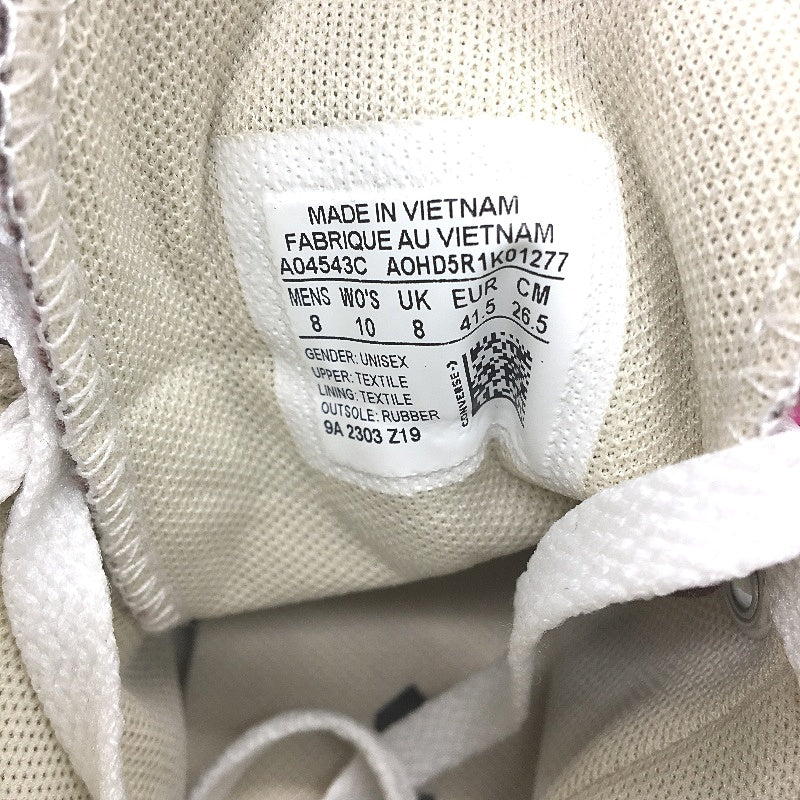 MADE IN VIETNAM
FABRIQUE AU VIETNAM
A04543C AOHD5R1K01277
MENS WO'S UK EUR CM
8 10 8 41.5 26.5
GENDER: UNISEX
UPPER: TEXTILE
LINING: TEXTILE
OUTSOLE: RUBBER
9A 2303 Z19
CONVERSE